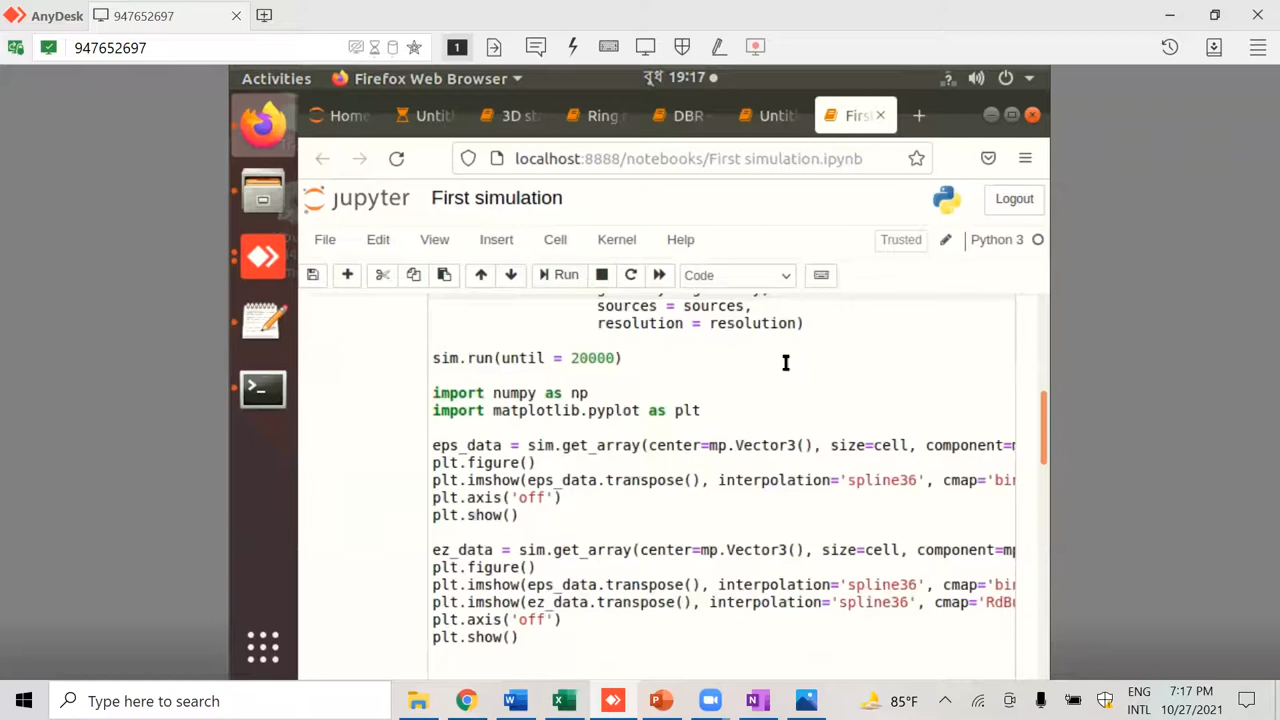 AnyDesk
947652697
947652697
1
Activities
Firefox Web Browser
বুধ 19:17
Home
Untitl
3D s
Ring
DBR
Untitl
Firs
localhost:8888/notebooks/First simulation.ipynb
jupyter
First simulation
Logout
File
Edit
View
Insert
Cell
Kernel
Help
Trusted
Python 3
Run
Code
sources = sources,
resolution = resolution)
sim.run(until = 20000)
import numpy as np
import matplotlib.pyplot as plt
eps_data = sim.get_array(center=mp.Vector3(), size=cell, component=m
plt.figure()
plt.imshow(eps_data.transpose(), interpolation='spline36', cmap='bin
plt.axis('off')
plt.show()
ez_data = sim.get_array(center=mp.Vector3(), size=cell, component=mp
plt.figure()
plt.imshow(eps_data.transpose(), interpolation='spline36', cmap='bin
plt.imshow(ez_data.transpose(), interpolation='spline36', cmap='RdBu
plt.axis('off')
plt.show()
Type here to search
85°F
ENG
INTL
7:17 PM
10/27/2021